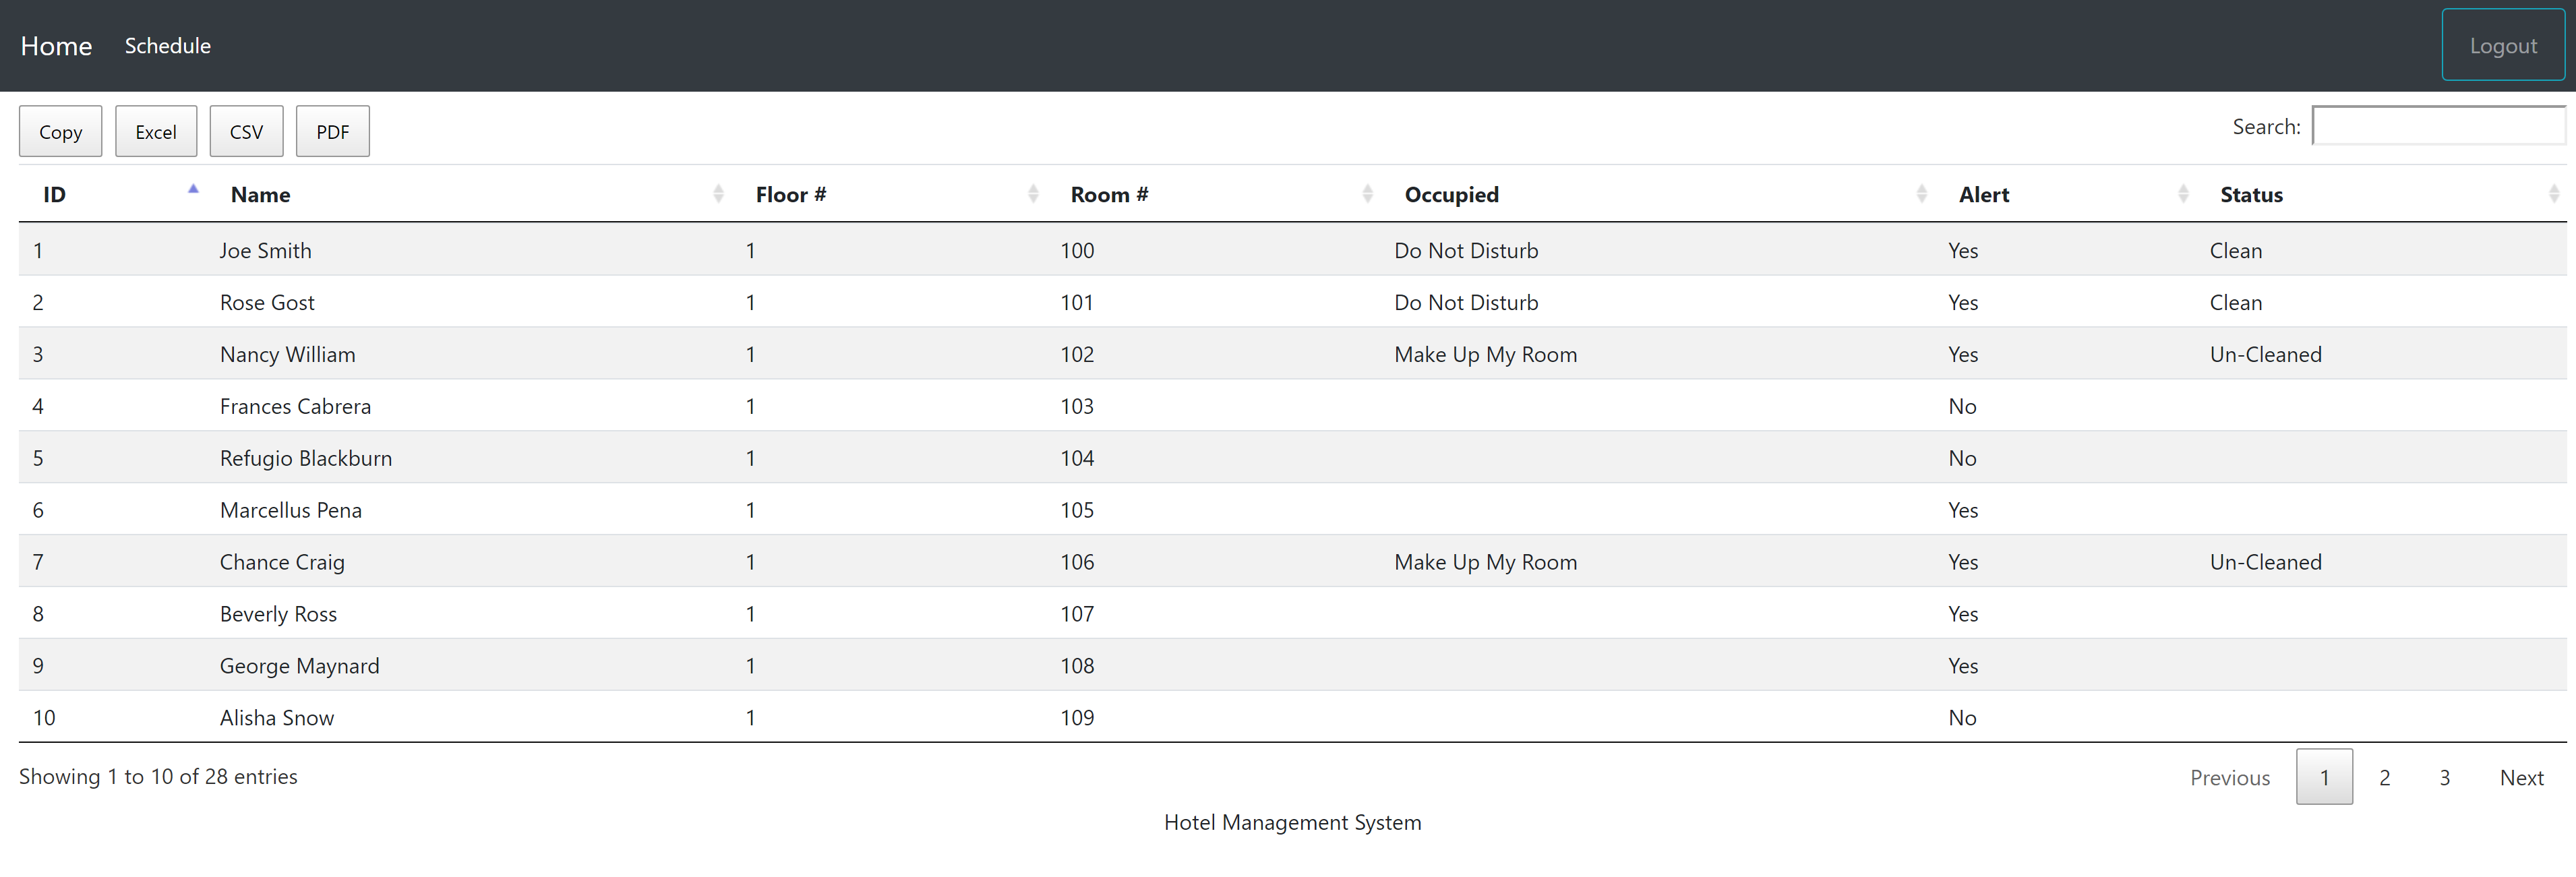 Home Schedule Logout
Copy Excel CSV PDF Search:
ID Name Floor # Room # Occupied Alert Status
1 Joe Smith 1 100 Do Not Disturb Yes Clean
2 Rose Gost 1 101 Do Not Disturb Yes Clean
3 Nancy William 1 102 Make Up My Room Yes Un-Cleaned
4 Frances Cabrera 1 103 No
5 Refugio Blackburn 1 104 No
6 Marcellus Pena 1 105 Yes
7 Chance Craig 1 106 Make Up My Room Yes Un-Cleaned
8 Beverly Ross 1 107 Yes
9 George Maynard 1 108 Yes
10 Alisha Snow 1 109 No
Showing 1 to 10 of 28 entries Previous 1 2 3 Next
Hotel Management System